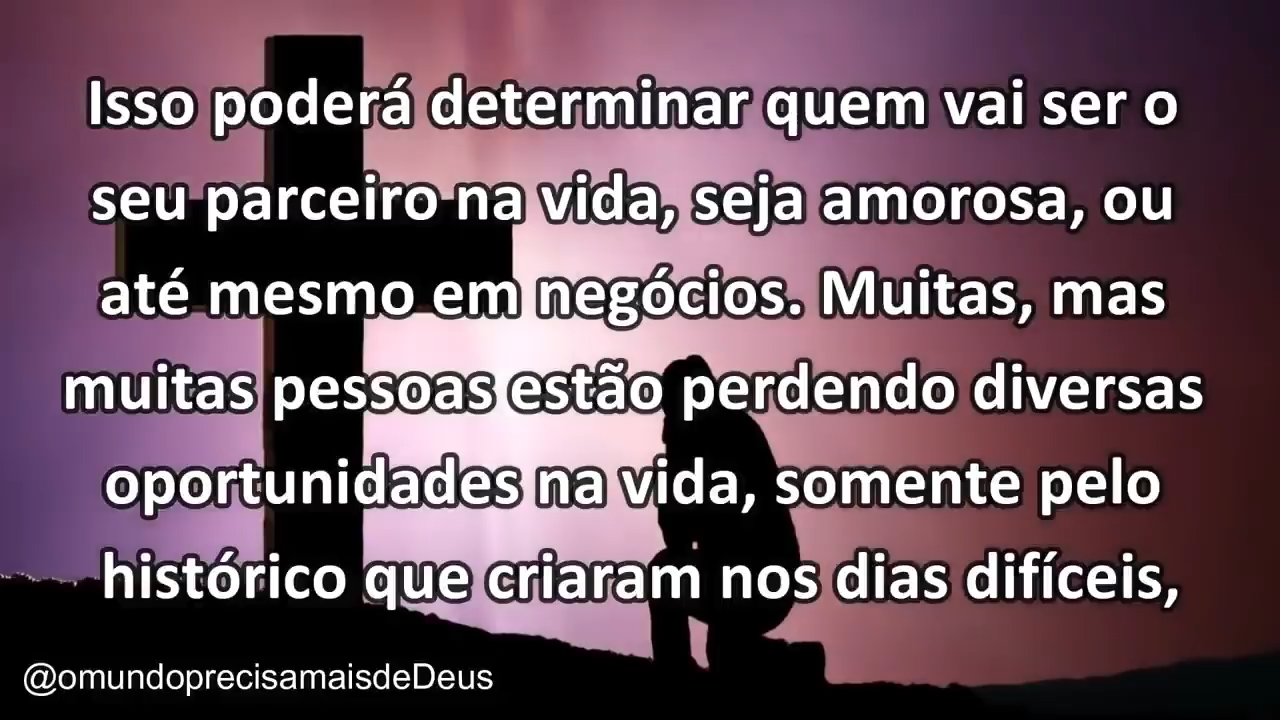 Isso poderá determinar quem vai ser o
seu parceiro na vida, seja amorosa, ou
até mesmo em negócios. Muitas, mas
muitas pessoas estão perdendo diversas
oportunidades na vida, somente pelo
histórico que criaram nos dias difíceis,
@omundoprecisamaisdeDeus